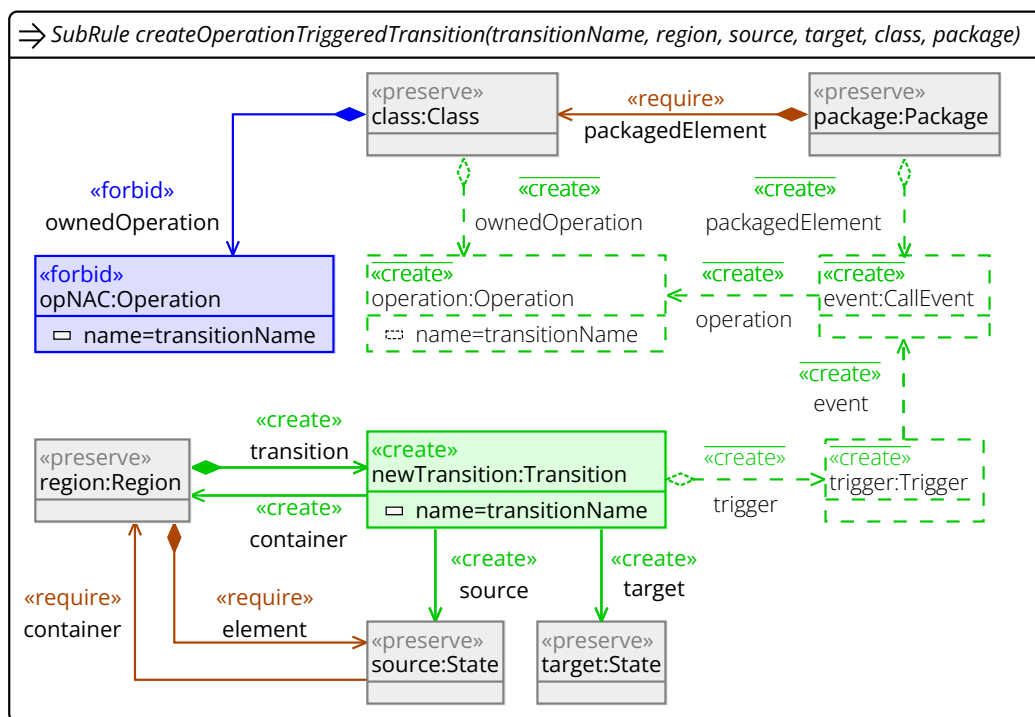 SubRule createOperationTriggeredTransition(transitionName, region, source, target, class, package)
«preserve»
class:Class
«require»
packagedElement
«preserve»
package:Package
«forbid»
ownedOperation
«create»
ownedOperation
«create»
packagedElement
«forbid»
opNAC:Operation
name=transitionName
«create»
operation:Operation
name=transitionName
«create»
operation
«create»
event:CallEvent
«create»
event
«preserve»
region:Region
«create»
transition
«create»
container
«create»
newTransition:Transition
name=transitionName
«create»
trigger
«create»
trigger:Trigger
«create»
source
«create»
target
«require»
container
«require»
element
«preserve»
source:State
«preserve»
target:State